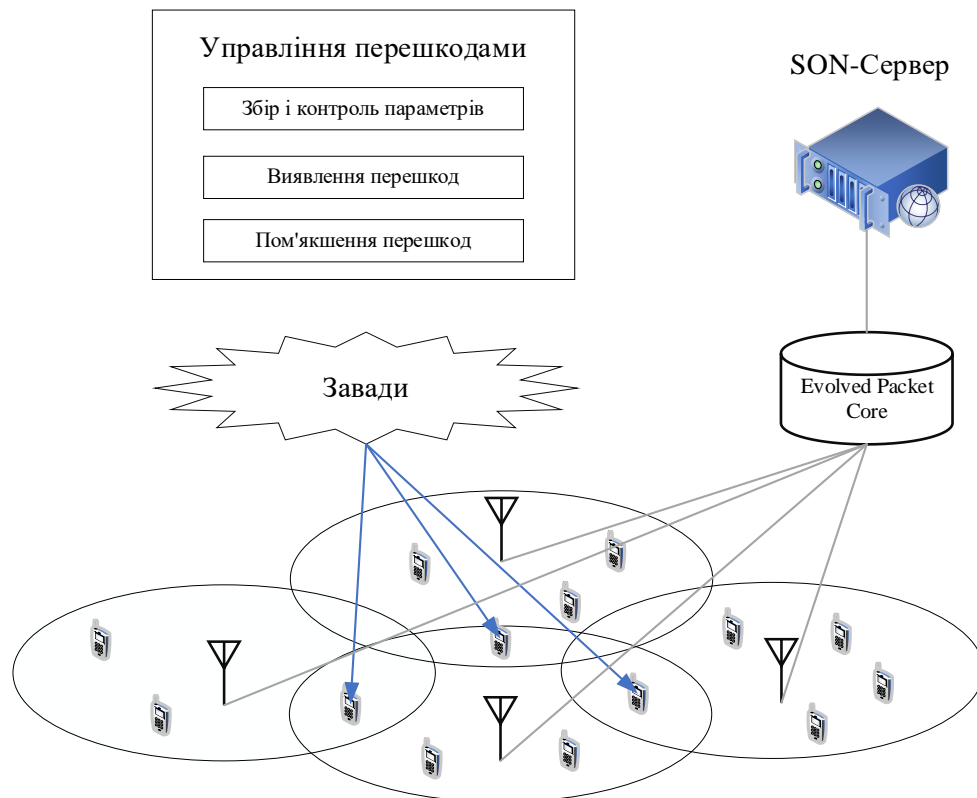 Управління перешкодами
Збір і контроль параметрів
Виявлення перешкод
Пом'якшення перешкод
SON-Сервер
Завади
Evolved Packet
Core